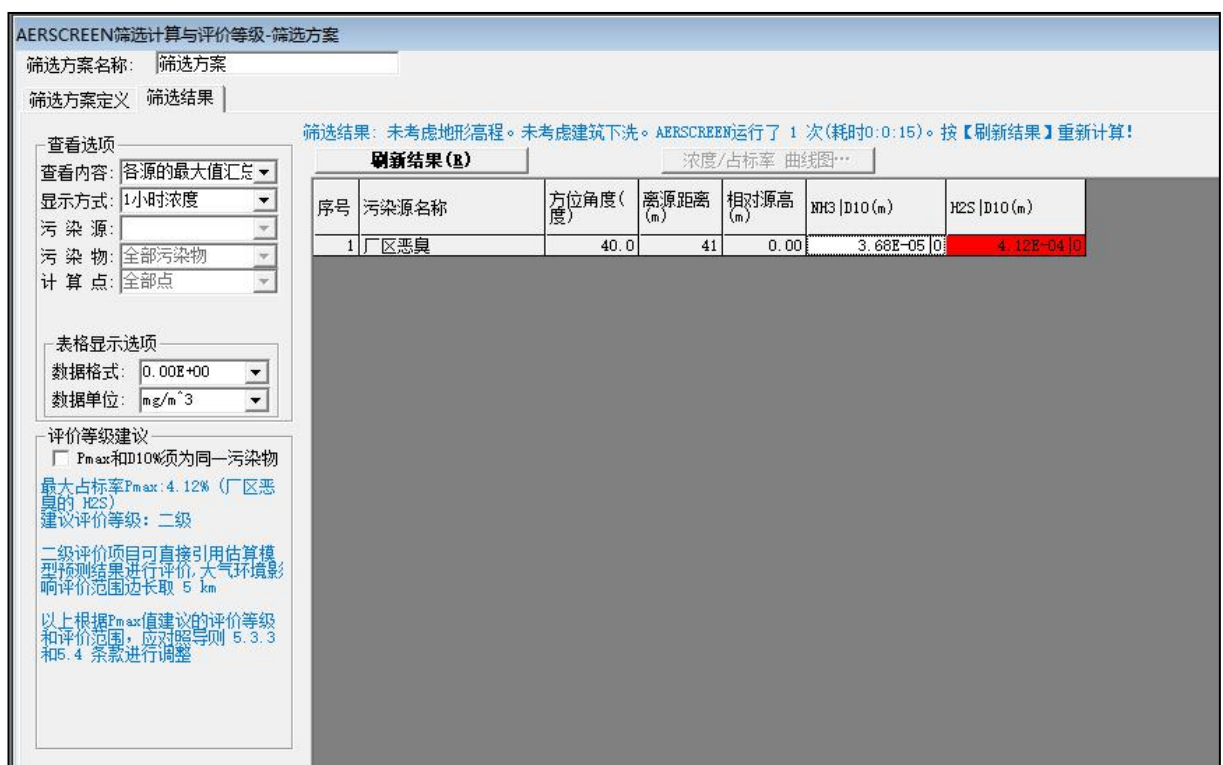 AERSCREEN筛选计算与评价等级-筛选方案
筛选方案名称: 筛选方案
筛选方案定义 筛选结果
筛选结果: 未考虑地形高程。未考虑建筑下洗。AERSCREEN运行了 1 次(耗时0:0:15)。按【刷新结果】重新计算!
查看选项
查看内容: 各源的最大值汇总
显示方式: 1小时浓度
污 染 源:
污 染 物: 全部污染物
计 算 点: 全部点
刷新结果(R) 浓度/占标率 曲线图…
序号 污染源名称 方位角度(度) 离源距离(m) 相对源高(m) NH3|D10(m) H2S|D10(m)
1 厂区恶臭 40.0 41 0.00 3.68E-05|0 4.12E-04|0
表格显示选项
数据格式: 0.00E+00
数据单位: mg/m^3
评价等级建议
Pmax和D10%须为同一污染物
最大占标率Pmax:4.12% (厂区恶
臭的 H2S)
建议评价等级: 二级
二级评价项目可直接引用估算模
型预测结果进行评价,大气环境影
响评价范围边长取 5 km
以上根据Pmax值建议的评价等级
和评价范围,应对照导则 5.3.3
和5.4 条款进行调整